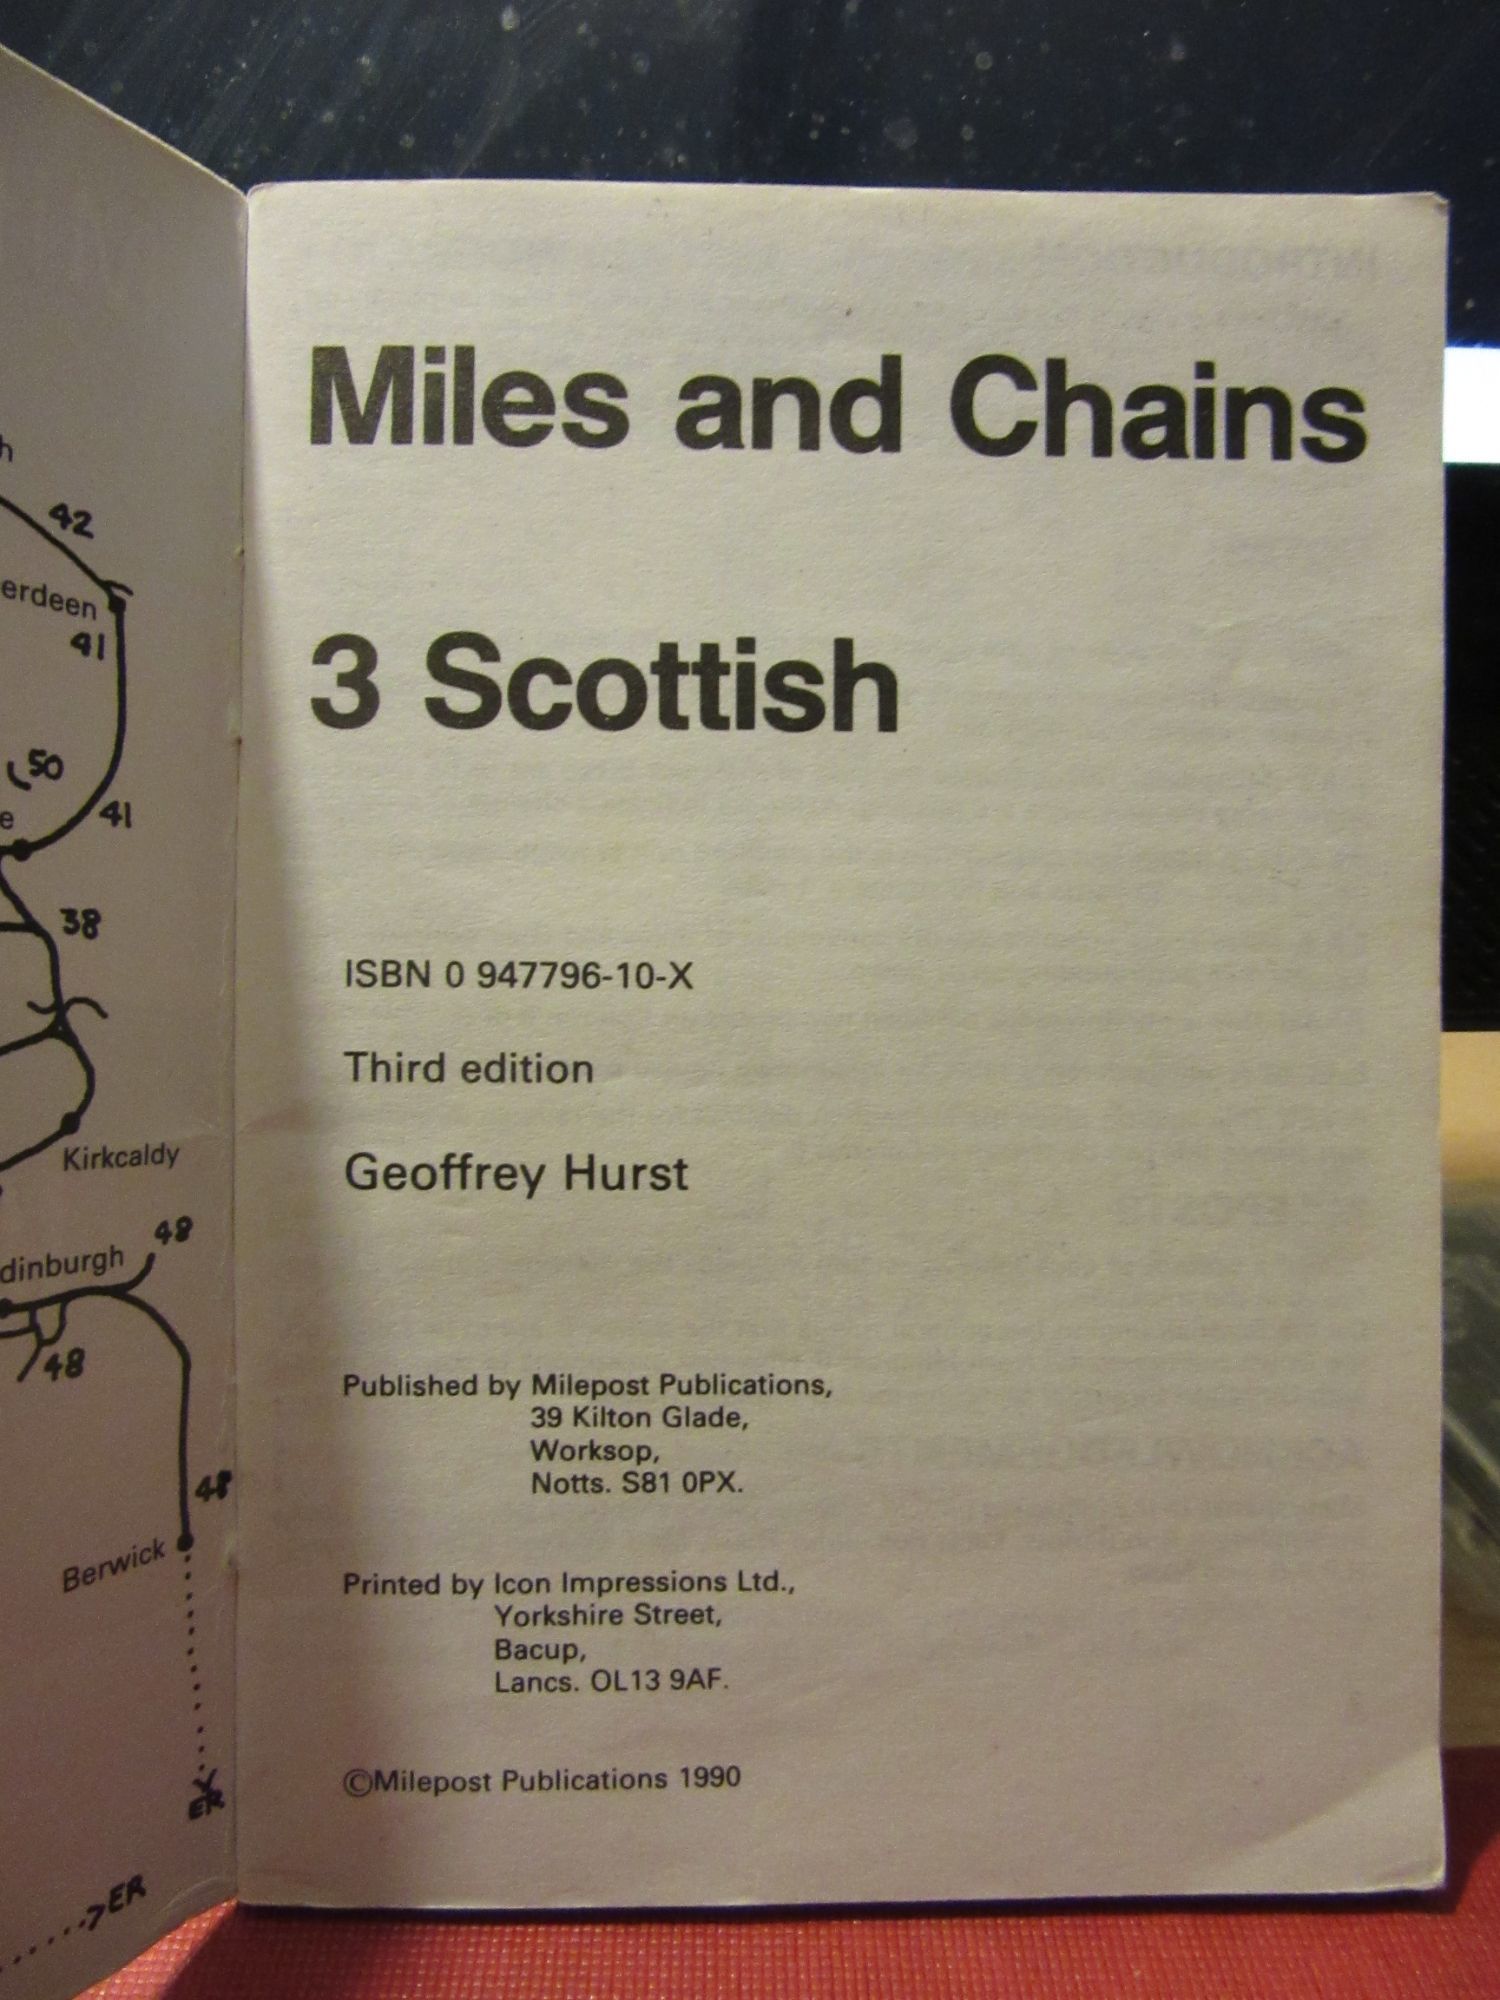 42
erdeen
41
50
e
41
38
Kirkcaldy
48
dinburgh
48
48
Berwick
ER
ER
Miles and Chains
3 Scottish
ISBN 0 947796-10-X
Third edition
Geoffrey Hurst
Published by Milepost Publications,
39 Kilton Glade,
Worksop,
Notts. S81 0PX.
Printed by Icon Impressions Ltd.,
Yorkshire Street,
Bacup,
Lancs. OL13 9AF.
©Milepost Publications 1990